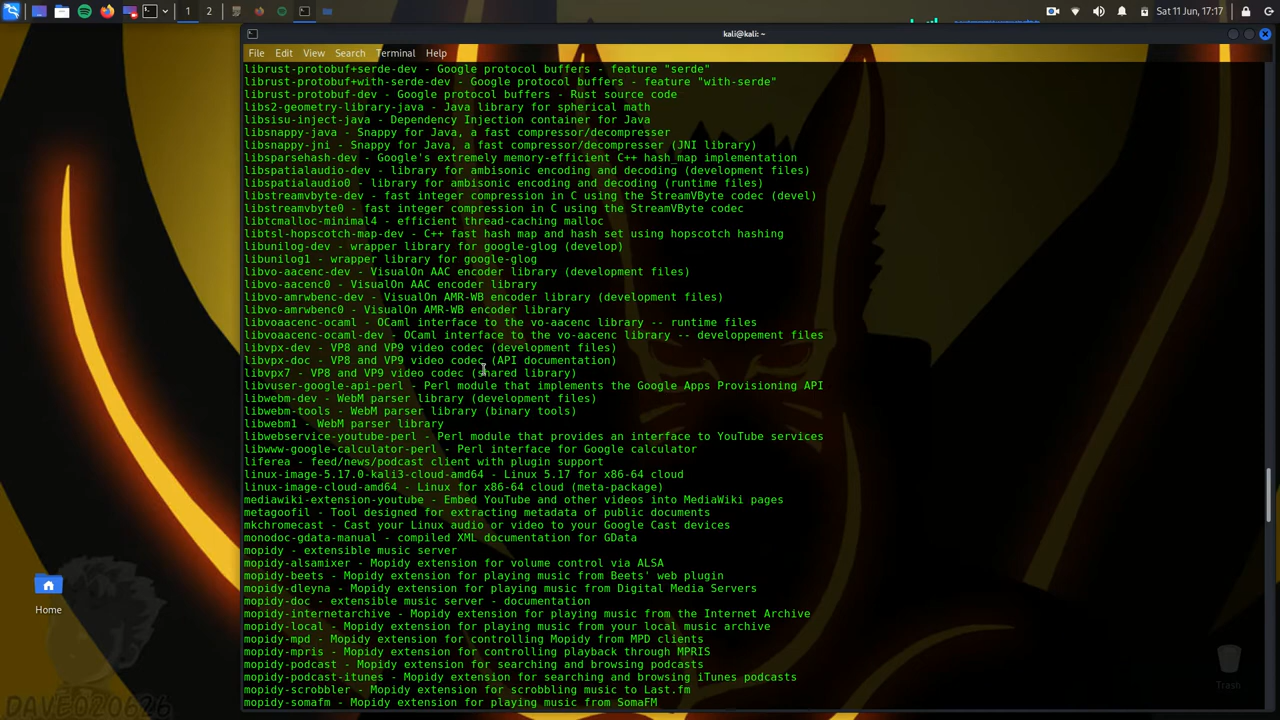 1 2 Sat 11 Jun, 17:17
kali@kali: ~
File Edit View Search Terminal Help
librust-protobuf+serde-dev - Google protocol buffers - feature "serde"
librust-protobuf+with-serde-dev - Google protocol buffers - feature "with-serde"
librust-protobuf-dev - Google protocol buffers - Rust source code
libs2-geometry-library-java - Java library for spherical math
libsisu-inject-java - Dependency Injection container for Java
libsnappy-java - Snappy for Java, a fast compressor/decompressor
libsnappy-jni - Snappy for Java, a fast compressor/decompressor (JNI library)
libsparsehash-dev - Google's extremely memory-efficient C++ hash_map implementation
libspatialaudio-dev - library for ambisonic encoding and decoding (development files)
libspatialaudio0 - library for ambisonic encoding and decoding (runtime files)
libstreamvbyte-dev - fast integer compression in C using the StreamVByte codec (devel)
libstreamvbyte0 - fast integer compression in C using the StreamVByte codec
libtcmalloc-minimal4 - efficient thread-caching malloc
libtsl-hopscotch-map-dev - C++ fast hash map and hash set using hopscotch hashing
libunilog-dev - wrapper library for google-glog (develop)
libunilog1 - wrapper library for google-glog
libvo-aacenc-dev - VisualOn AAC encoder library (development files)
libvo-aacenc0 - VisualOn AAC encoder library
libvo-amrwbenc-dev - VisualOn AMR-WB encoder library (development files)
libvo-amrwbenc0 - VisualOn AMR-WB encoder library
libvoaacenc-ocaml - OCaml interface to the vo-aacenc library -- runtime files
libvoaacenc-ocaml-dev - OCaml interface to the vo-aacenc library -- developpement files
libvpx-dev - VP8 and VP9 video codec (development files)
libvpx-doc - VP8 and VP9 video codec (API documentation)
libvpx7 - VP8 and VP9 video codec (shared library)
libvuser-google-api-perl - Perl module that implements the Google Apps Provisioning API
libwebm-dev - WebM parser library (development files)
libwebm-tools - WebM parser library (binary tools)
libwebm1 - WebM parser library
libwebservice-youtube-perl - Perl module that provides an interface to YouTube services
libwww-google-calculator-perl - Perl interface for Google calculator
liferea - feed/news/podcast client with plugin support
linux-image-5.17.0-kali3-cloud-amd64 - Linux 5.17 for x86-64 cloud
linux-image-cloud-amd64 - Linux for x86-64 cloud (meta-package)
mediawiki-extension-youtube - Embed YouTube and other videos into MediaWiki pages
metagoofil - Tool designed for extracting metadata of public documents
mkchromecast - Cast your Linux audio or video to your Google Cast devices
monodoc-gdata-manual - compiled XML documentation for GData
mopidy - extensible music server
mopidy-alsamixer - Mopidy extension for volume control via ALSA
mopidy-beets - Mopidy extension for playing music from Beets' web plugin
mopidy-dleyna - Mopidy extension for playing music from Digital Media Servers
mopidy-doc - extensible music server - documentation
mopidy-internetarchive - Mopidy extension for playing music from the Internet Archive
mopidy-local - Mopidy extension for playing music from your local music archive
mopidy-mpd - Mopidy extension for controlling Mopidy from MPD clients
mopidy-mpris - Mopidy extension for controlling playback through MPRIS
mopidy-podcast - Mopidy extension for searching and browsing podcasts
mopidy-podcast-itunes - Mopidy extension for searching and browsing iTunes podcasts
mopidy-scrobbler - Mopidy extension for scrobbling music to Last.fm
mopidy-somafm - Mopidy extension for playing music from SomaFM
Home
Trash
DAVE020626